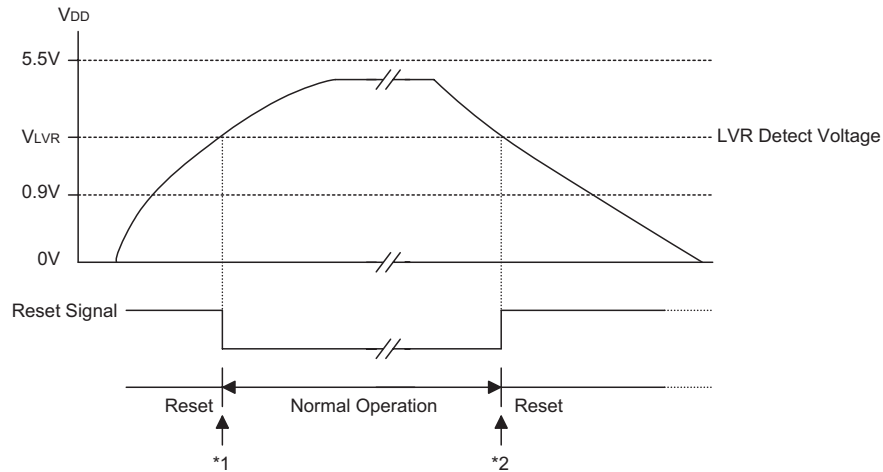 VDD
5.5V
VLVR
LVR Detect Voltage
0.9V
0V
Reset Signal
Reset
Normal Operation
Reset
*1
*2